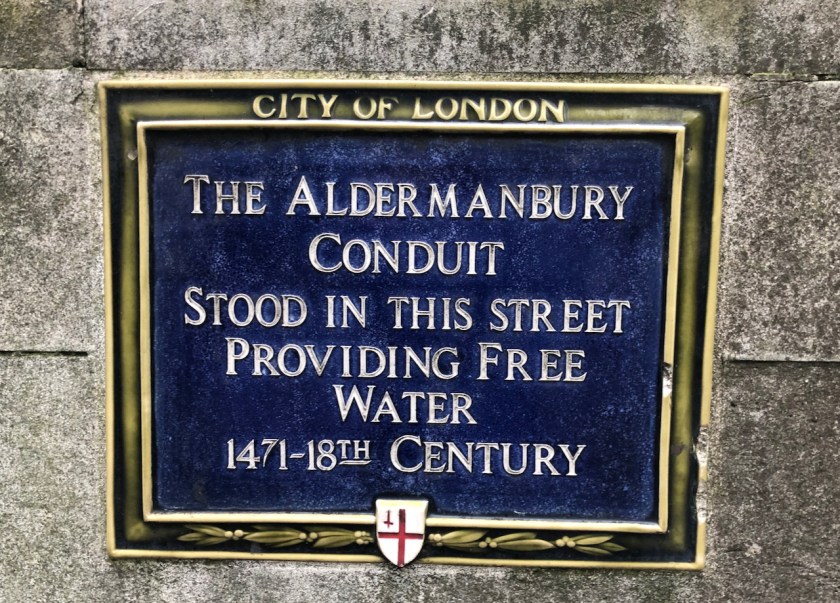 CITY OF LONDON
THE ALDERMANBURY
CONDUIT
STOOD IN THIS STREET
PROVIDING FREE
WATER
1471-18TH CENTURY